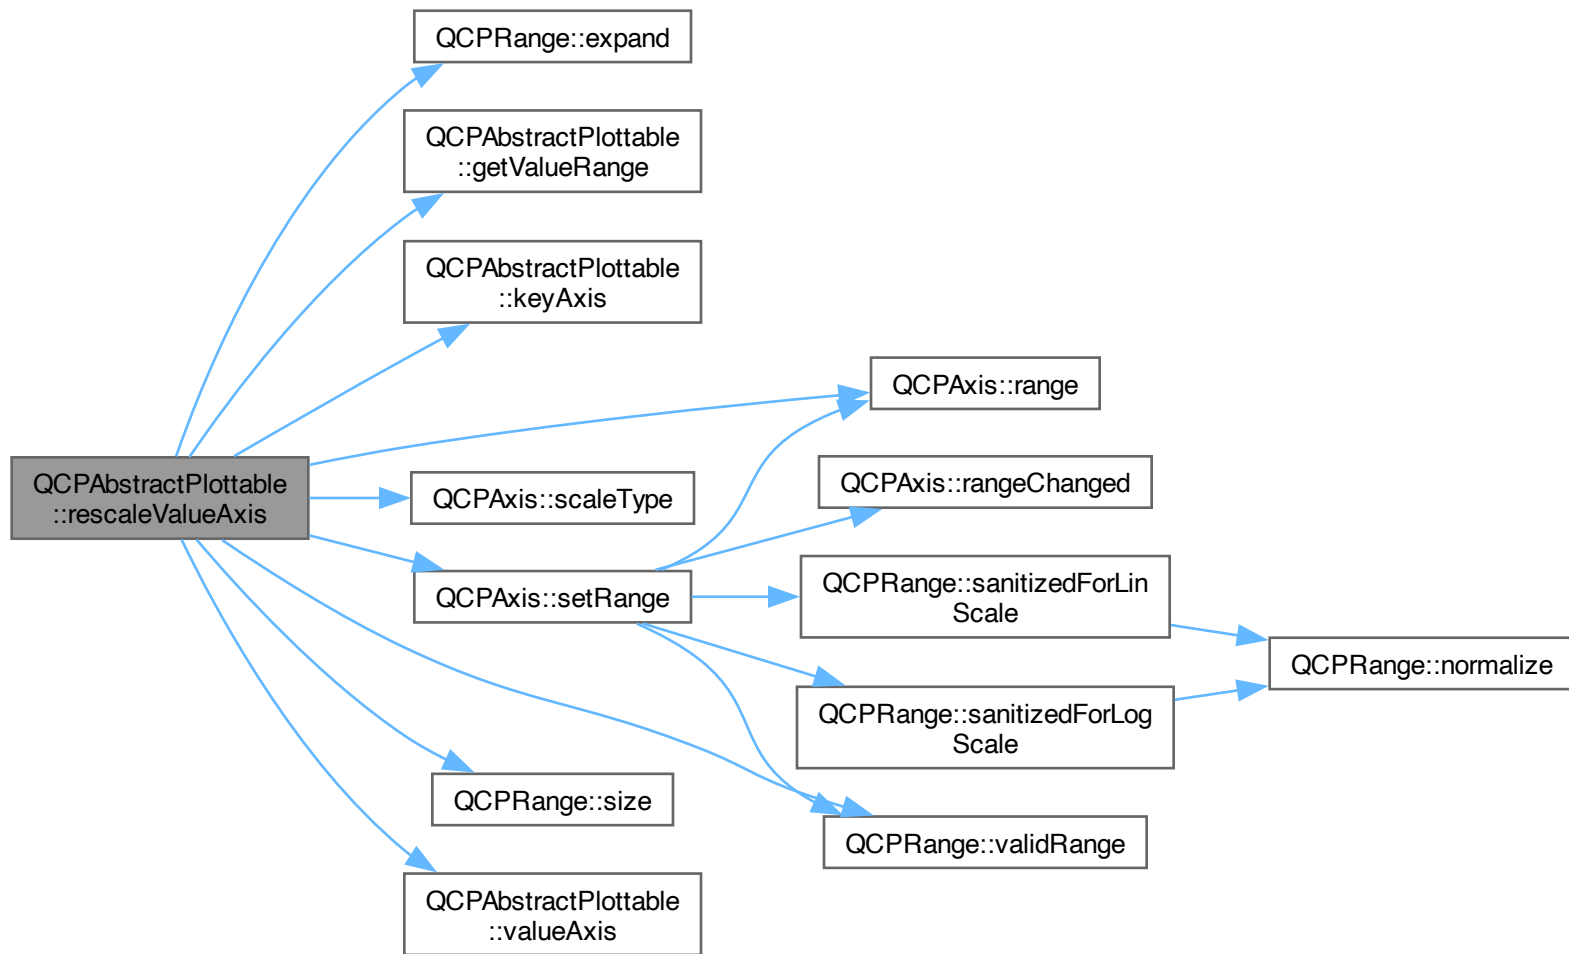 QCPRange::expand
QCPAbstractPlottable
::getValueRange
QCPAbstractPlottable
::keyAxis
QCPAxis::range
QCPAbstractPlottable
::rescaleValueAxis
QCPAxis::scaleType
QCPAxis::rangeChanged
QCPAxis::setRange
QCPRange::sanitizedForLin
Scale
QCPRange::normalize
QCPRange::sanitizedForLog
Scale
QCPRange::size
QCPRange::validRange
QCPAbstractPlottable
::valueAxis